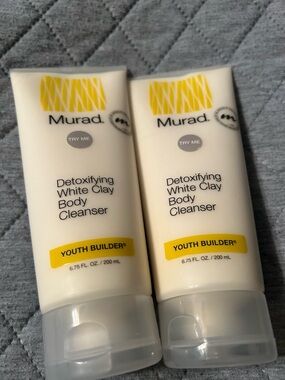 Murad.
TRY ME
Detoxifying
White Clay
Body
Cleanser
YOUTH BUILDER®
6.75 FL. OZ. / 200 mL
Murad.
TRY ME
Detoxifying
White Clay
Body
Cleanser
YOUTH BUILDER®
6.75 FL. OZ. / 200 mL